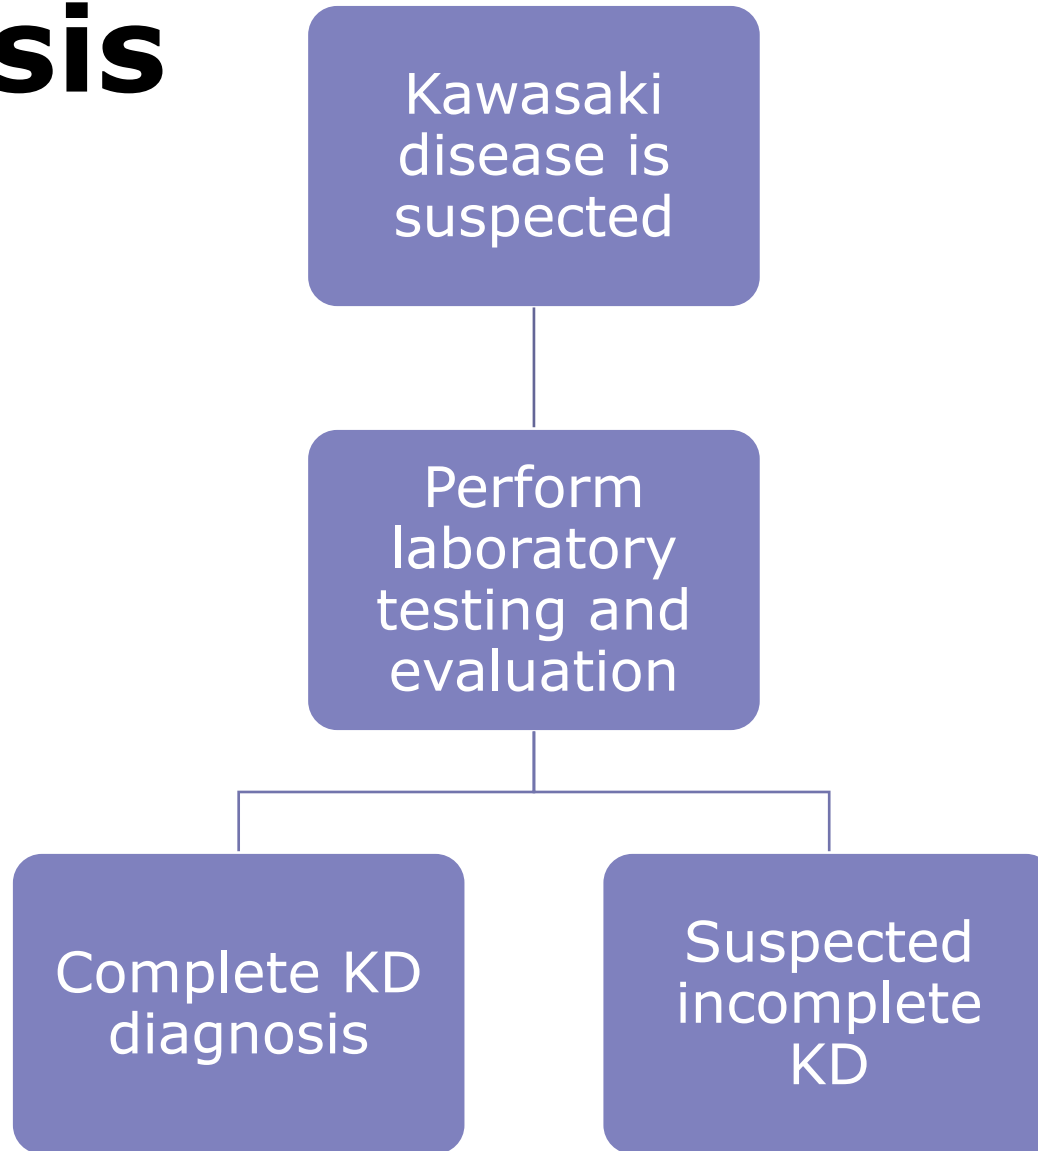 sis
Kawasaki
disease is
suspected
Perform
laboratory
testing and
evaluation
Complete KD
diagnosis
Suspected
incomplete
KD